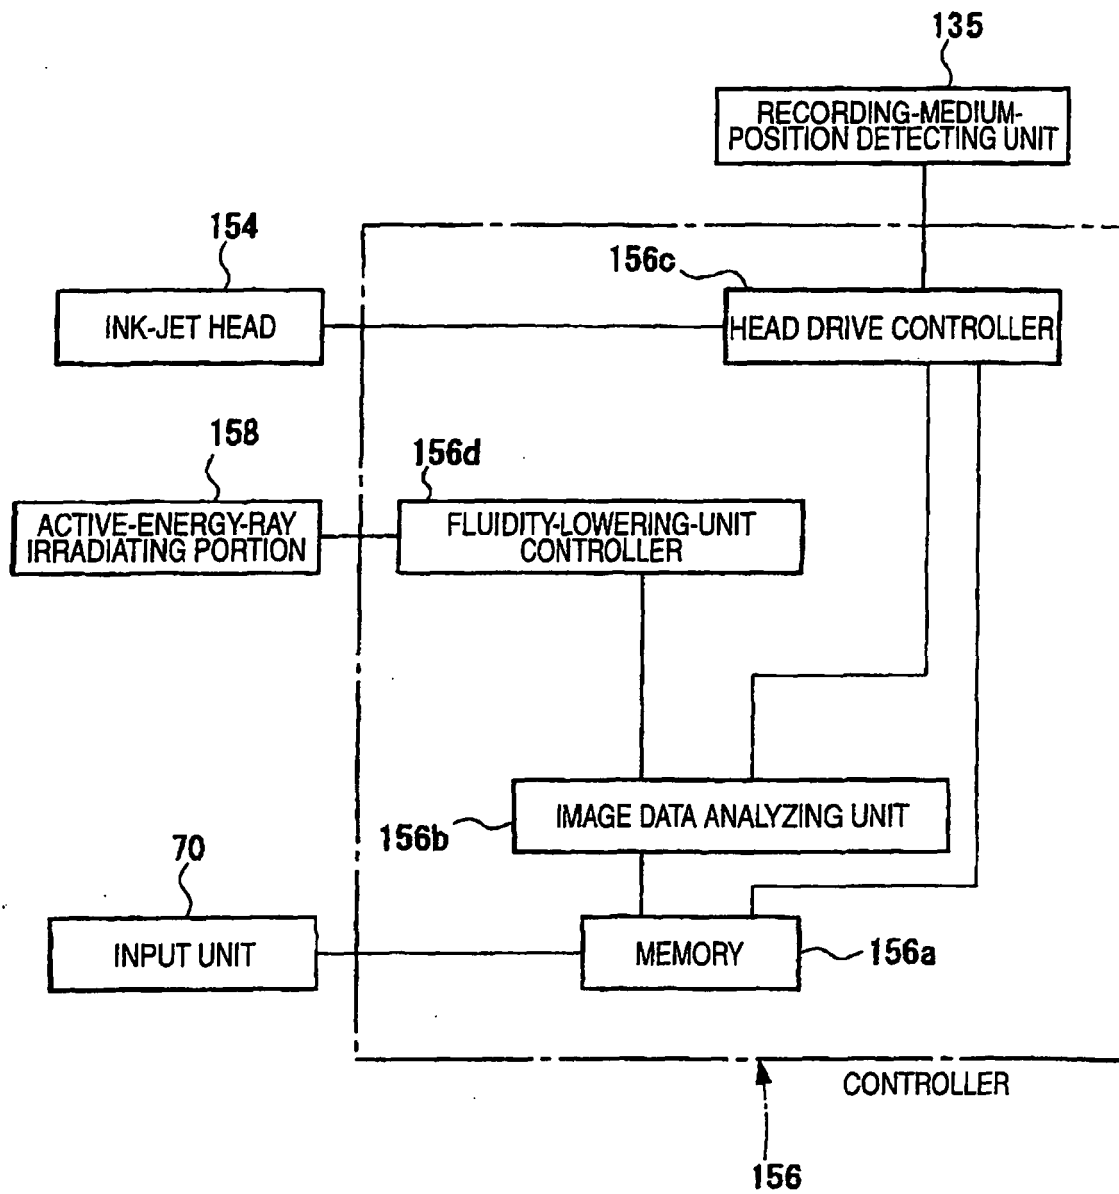 135
RECORDING-MEDIUM-
POSITION DETECTING UNIT
154
156c
INK-JET HEAD
HEAD DRIVE CONTROLLER
158
156d
ACTIVE-ENERGY-RAY
IRRADIATING PORTION
FLUIDITY-LOWERING-UNIT
CONTROLLER
IMAGE DATA ANALYZING UNIT
156b
70
INPUT UNIT
MEMORY
156a
CONTROLLER
156